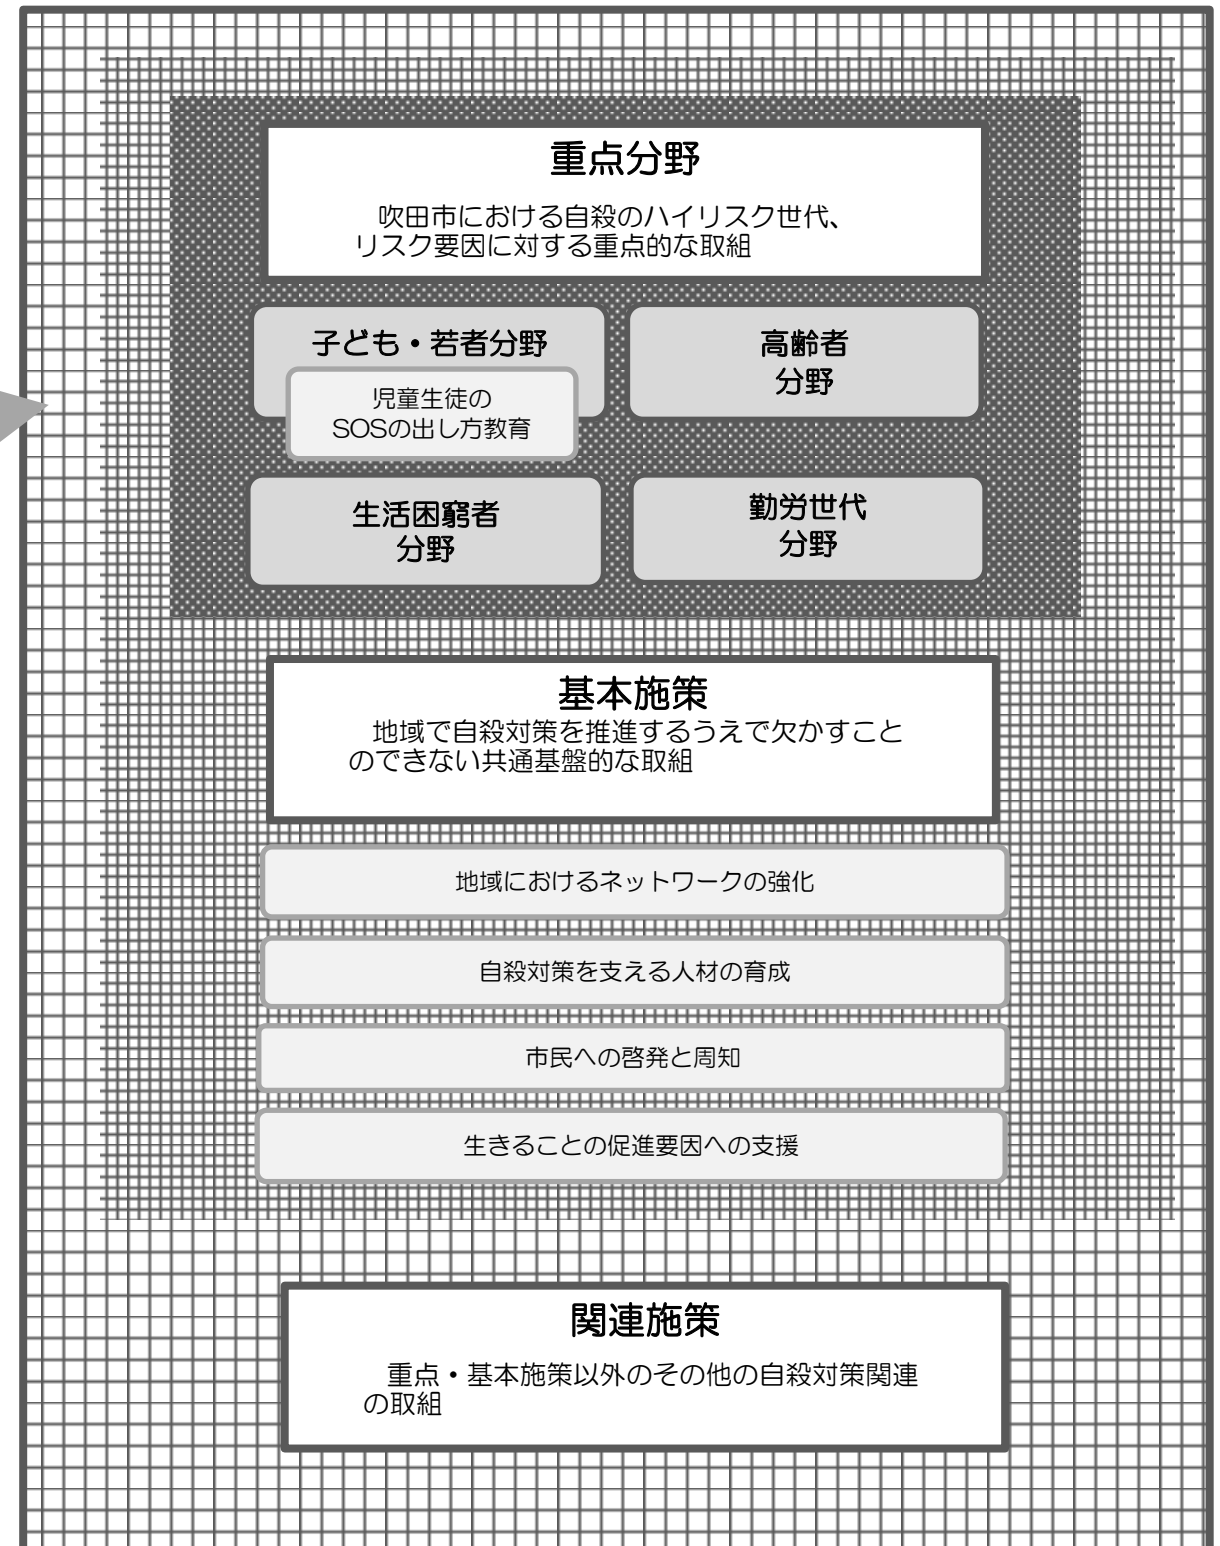 重点分野
吹田市における自殺のハイリスク世代、
リスク要因に対する重点的な取組
子ども・若者分野
児童生徒の
SOSの出し方教育
高齢者
分野
生活困窮者
分野
勤労世代
分野
基本施策
地域で自殺対策を推進するうえで欠かすこと
のできない共通基盤的な取組
地域におけるネットワークの強化
自殺対策を支える人材の育成
市民への啓発と周知
生きることの促進要因への支援
関連施策
重点・基本施策以外のその他の自殺対策関連
の取組